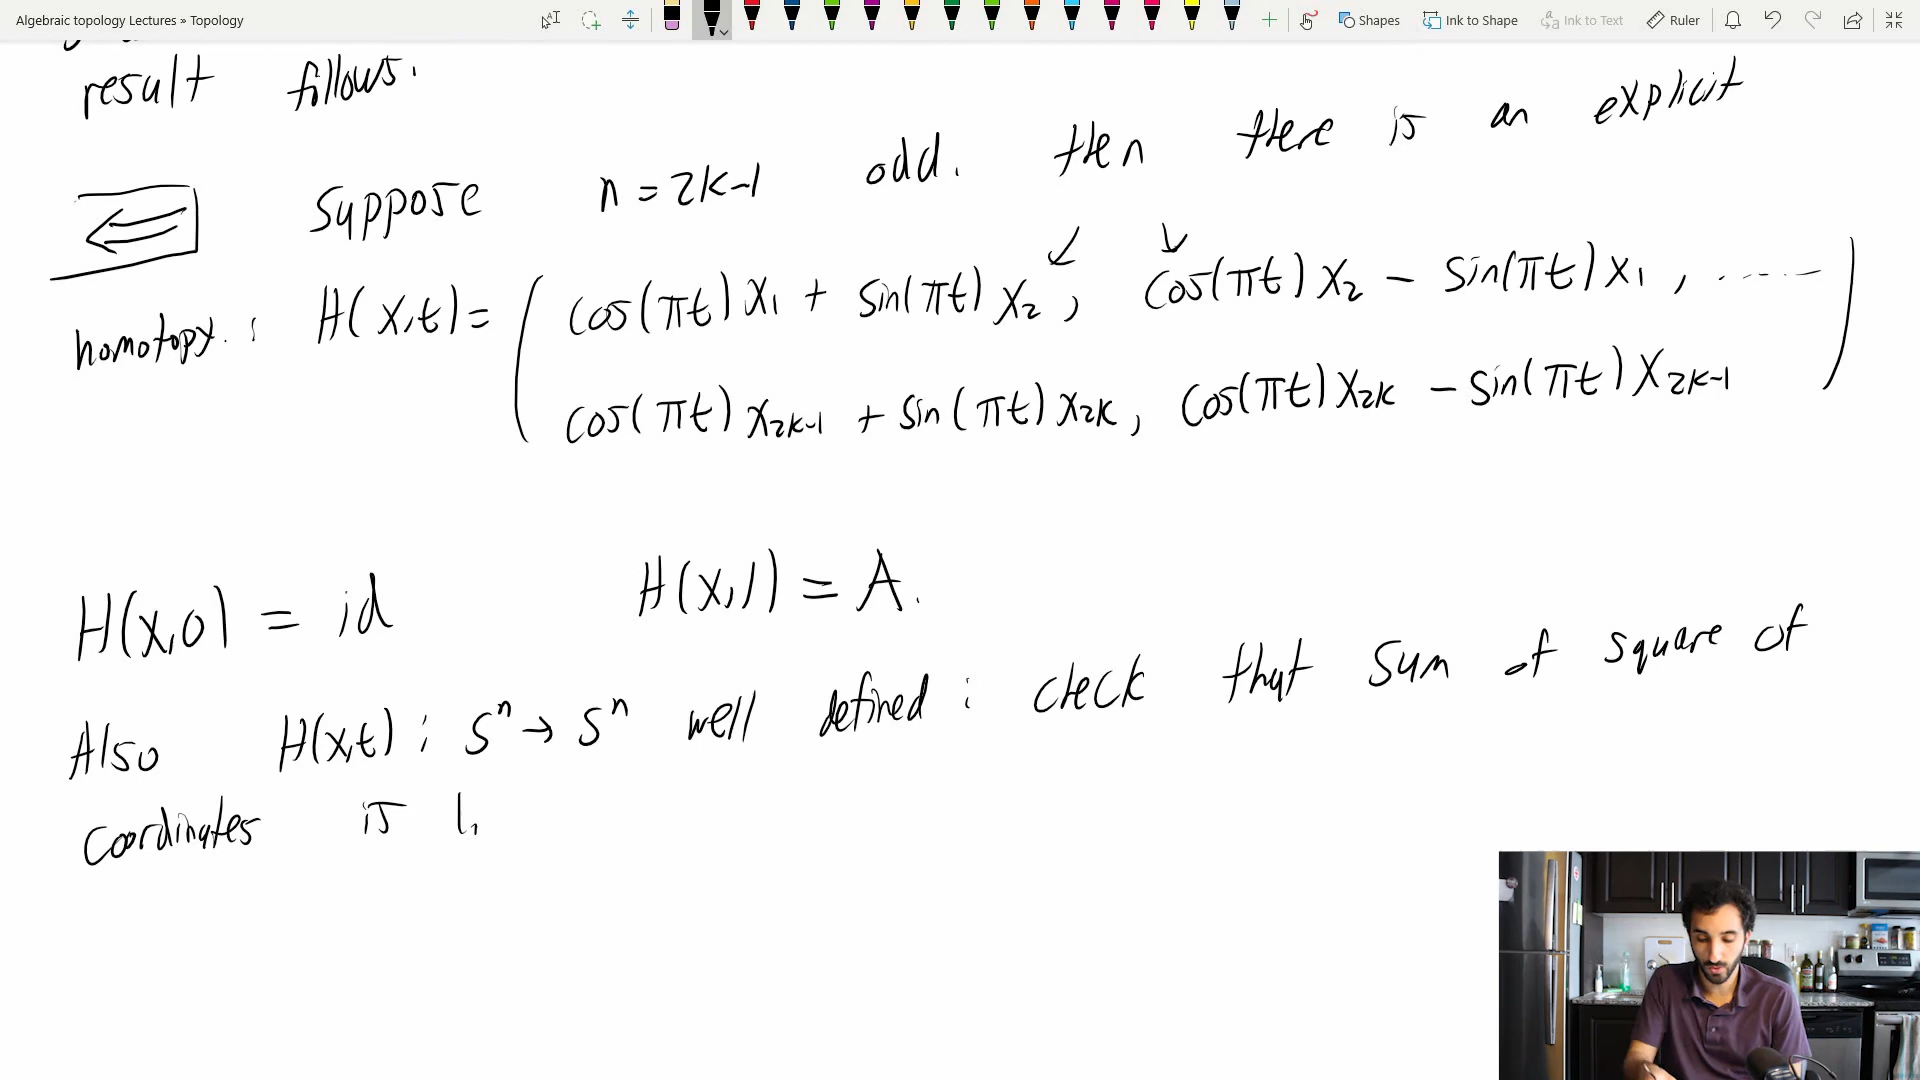 Algebraic topology Lectures » Topology
Shapes Ink to Shape Ink to Text Ruler
result follows.
⇐ Suppose n = 2k-1 odd. then there is an explicit
homotopy : H(x,t) = ( cos(πt) x₁ + sin(πt) x₂ , cos(πt) x₂ - sin(πt) x₁ , ......
cos(πt) x₂ₖ₋₁ + sin(πt) x₂ₖ , cos(πt) x₂ₖ - sin(πt) x₂ₖ₋₁ )
H(x,0) = id H(x,1) = A.
Also H(x,t) : Sⁿ → Sⁿ well defined : check that sum of square of
coordinates is 1.